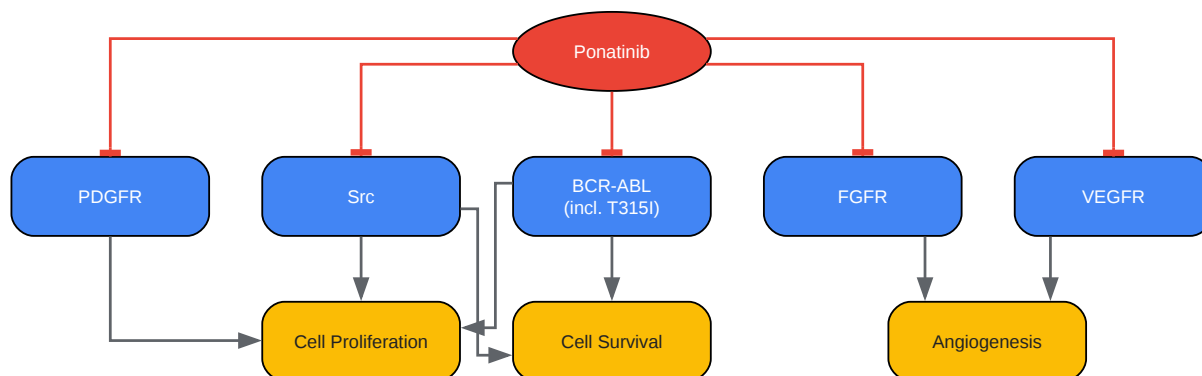 Ponatinib
PDGFR
Src
BCR-ABL
(incl. T315I)
FGFR
VEGFR
Cell Proliferation
Cell Survival
Angiogenesis